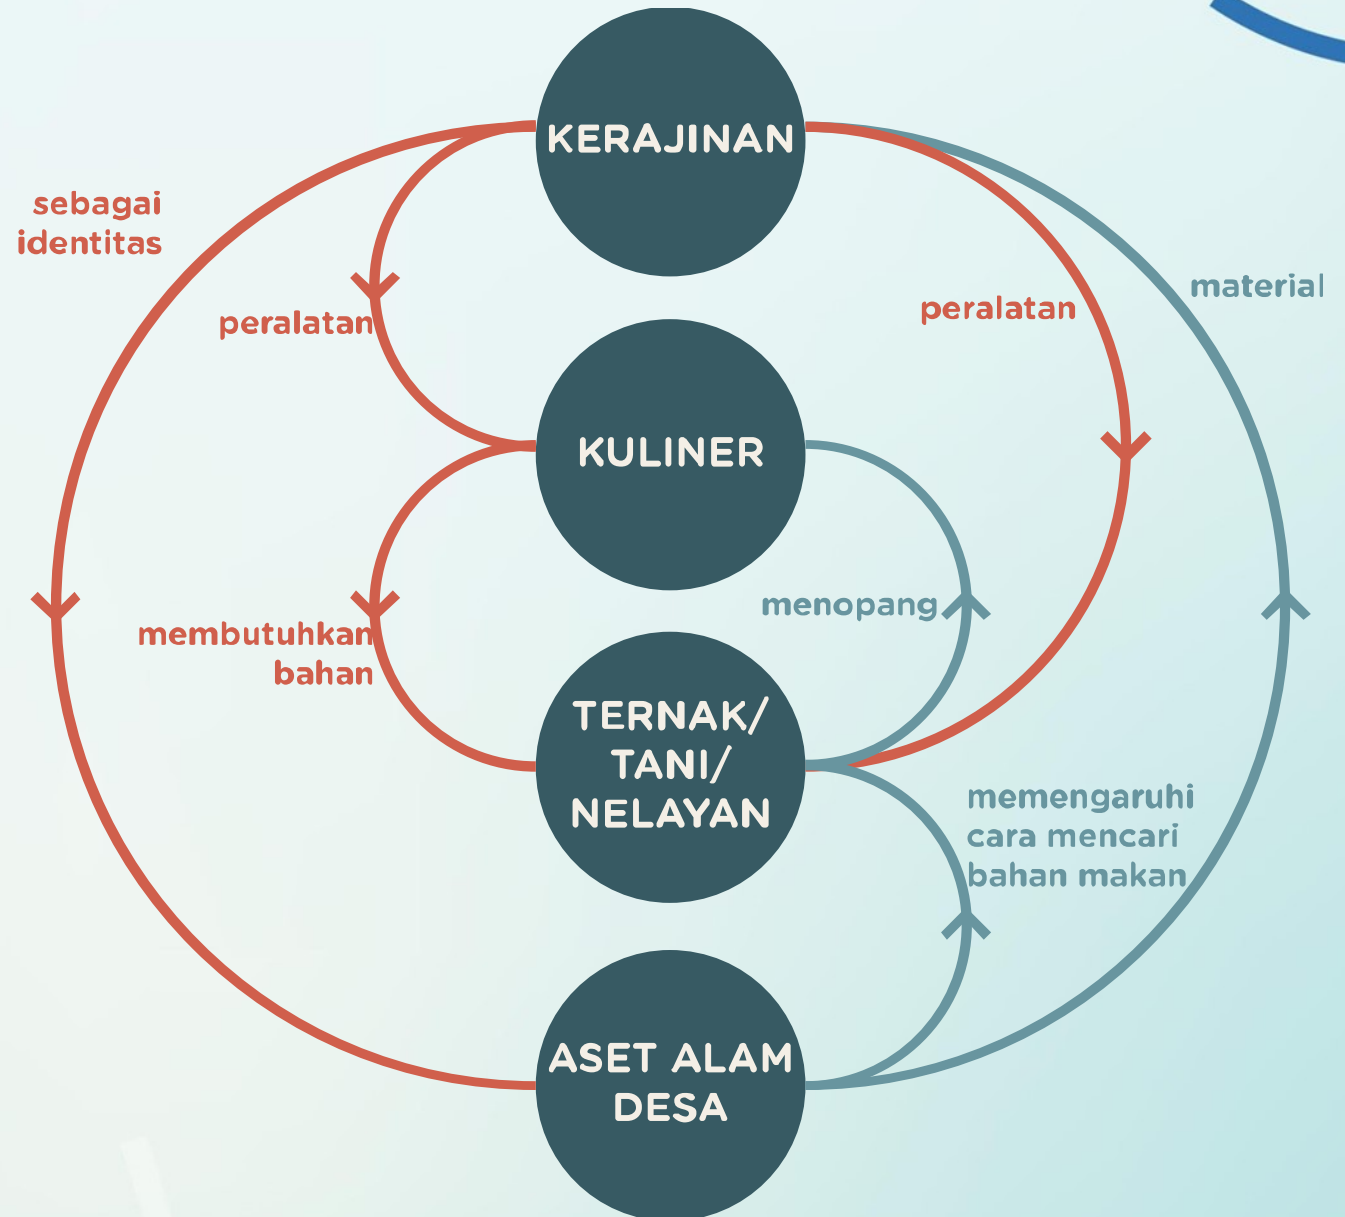 KERAJINAN
sebagai
identitas
peralatan
peralatan
material
KULINER
menopang
membutuhkan
bahan
TERNAK/
TANI/
NELAYAN
memengaruhi
cara mencari
bahan makan
ASET ALAM
DESA